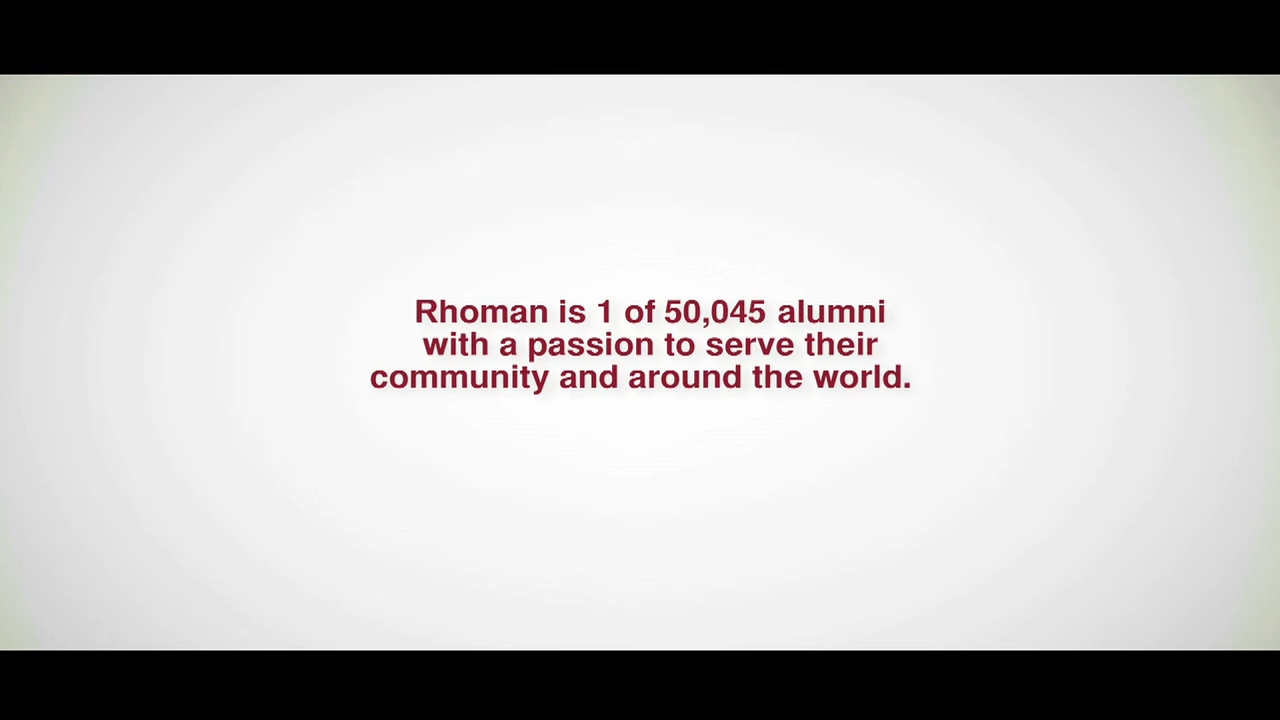 Rhoman is 1 of 50,045 alumni
with a passion to serve their
community and around the world.